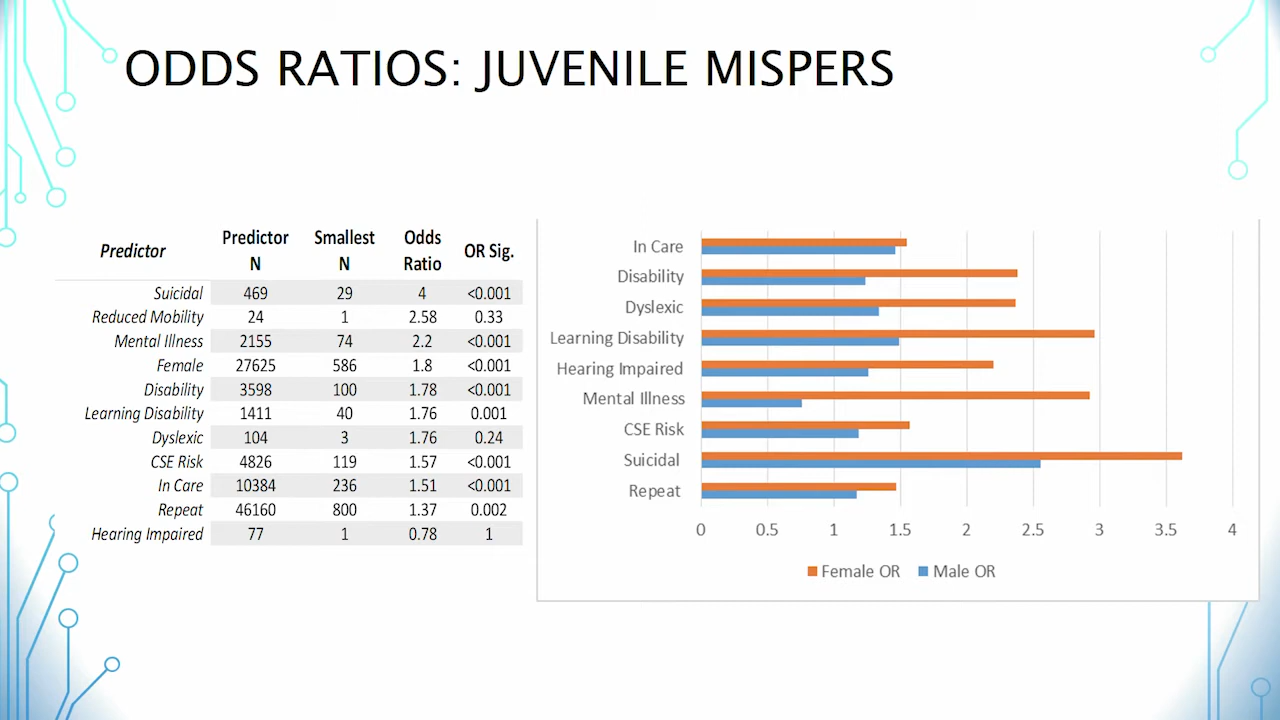 ODDS RATIOS: JUVENILE MISPERS
Predictor Predictor N Smallest N Odds Ratio OR Sig.
Suicidal 469 29 4 <0.001
Reduced Mobility 24 1 2.58 0.33
Mental Illness 2155 74 2.2 <0.001
Female 27625 586 1.8 <0.001
Disability 3598 100 1.78 <0.001
Learning Disability 1411 40 1.76 0.001
Dyslexic 104 3 1.76 0.24
CSE Risk 4826 119 1.57 <0.001
In Care 10384 236 1.51 <0.001
Repeat 46160 800 1.37 0.002
Hearing Impaired 77 1 0.78 1
In Care
Disability
Dyslexic
Learning Disability
Hearing Impaired
Mental Illness
CSE Risk
Suicidal
Repeat
0 0.5 1 1.5 2 2.5 3 3.5 4
Female OR Male OR